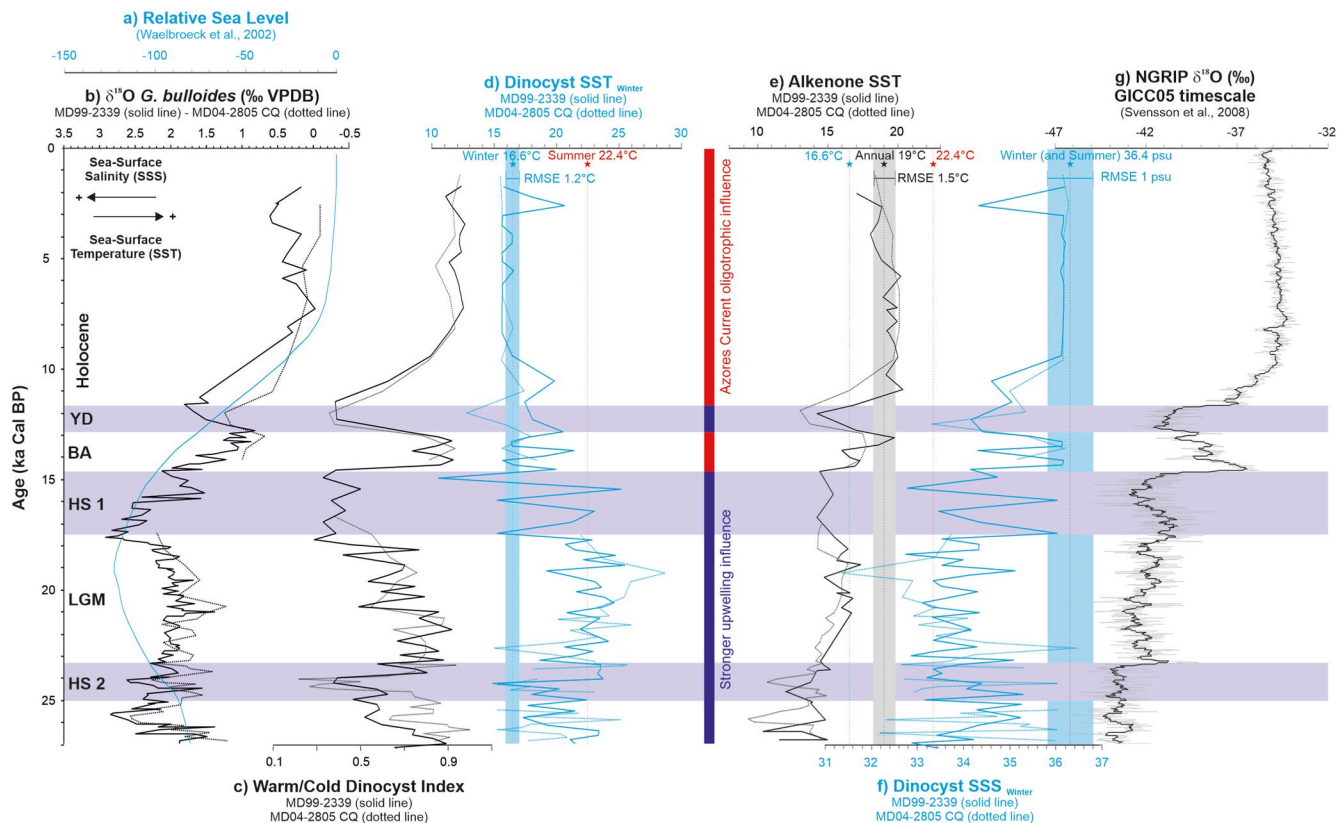 a) Relative Sea Level
(Waelbroeck et al., 2002)
-150 -100 -50 0
b) δ¹⁸O G. bulloides (‰ VPDB)
MD99-2339 (solid line) - MD04-2805 CQ (dotted line)
3.5 3 2.5 2 1.5 1 0.5 0 -0.5
d) Dinocyst SST Winter
MD99-2339 (solid line)
MD04-2805 CQ (dotted line)
10 15 20 25 30
e) Alkenone SST
MD99-2339 (solid line)
MD04-2805 CQ (dotted line)
10 15 20
g) NGRIP δ¹⁸O (‰)
GICC05 timescale
(Svensson et al., 2008)
-47 -42 -37 -32
Sea-Surface
Salinity (SSS)
+
+
Sea-Surface
Temperature (SST)
Winter 16.6°C Summer 22.4°C
RMSE 1.2°C
16.6°C Annual 19°C 22.4°C
RMSE 1.5°C
Winter (and Summer) 36.4 psu
RMSE 1 psu
Age (ka Cal BP)
0
5
10
15
20
25
Holocene
YD
BA
HS 1
LGM
HS 2
Azores Current oligotrophic influence
Stronger upwelling influence
0.1 0.5 0.9
c) Warm/Cold Dinocyst Index
MD99-2339 (solid line)
MD04-2805 CQ (dotted line)
31 32 33 34 35 36 37
f) Dinocyst SSS Winter
MD99-2339 (solid line)
MD04-2805 CQ (dotted line)